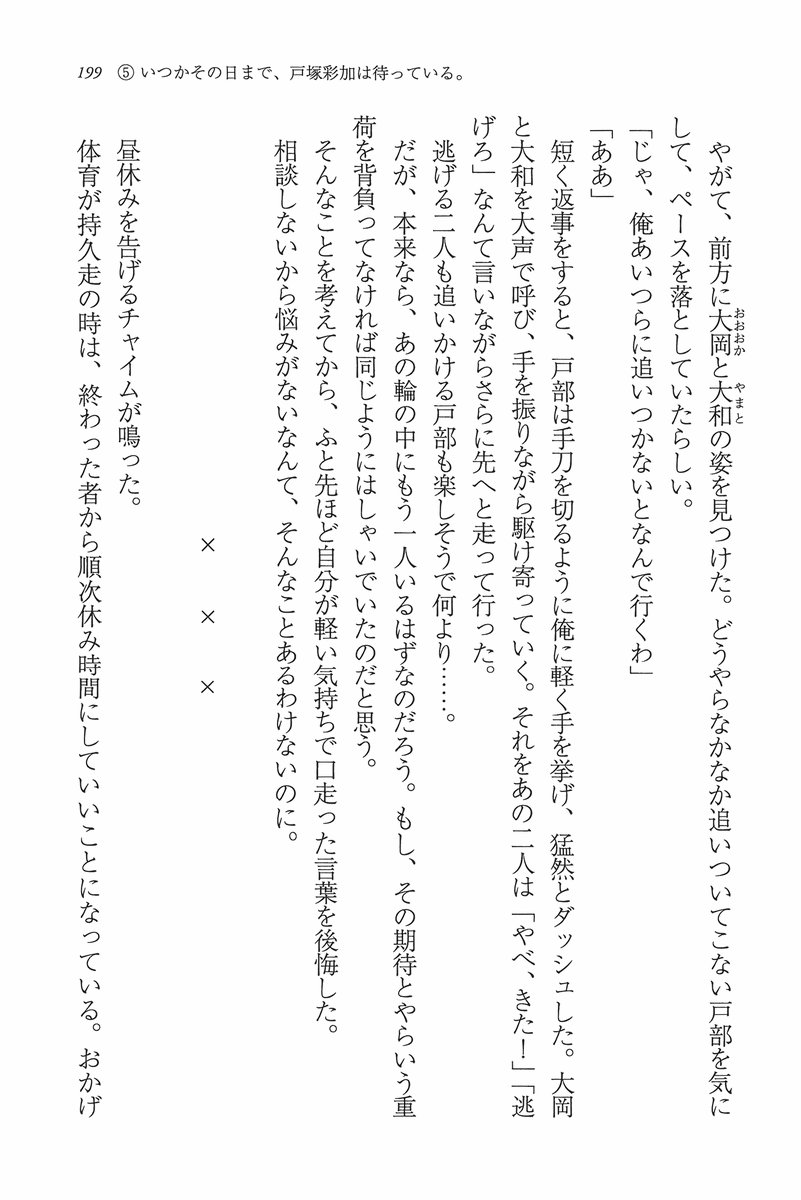 199 ⑤ いつかその日まで、戸塚彩加は待っている。
やがて、前方に大岡と大和の姿を見つけた。どうやらなかなか追いついてこない戸部を気に
おおおか
やまと
して、ペースを落としていたらしい。
「じゃ、俺あいつらに追いつかないとなんで行くわ」
「ああ」
短く返事をすると、戸部は手刀を切るように俺に軽く手を挙げ、猛然とダッシュした。大岡
と大和を大声で呼び、手を振りながら駆け寄っていく。それをあの二人は「やべ、きた！」「逃
げろ」なんて言いながらさらに先へと走って行った。
逃げる二人も追いかける戸部も楽しそうで何より……。
だが、本来なら、あの輪の中にもう一人いるはずなのだろう。もし、その期待とやらいう重
荷を背負ってなければ同じようにはしゃいでいたのだと思う。
そんなことを考えてから、ふと先ほど自分が軽い気持ちで口走った言葉を後悔した。
相談しないから悩みがないなんて、そんなことあるわけないのに。
× × ×
昼休みを告げるチャイムが鳴った。
体育が持久走の時は、終わった者から順次休み時間にしていいことになっている。おかげ